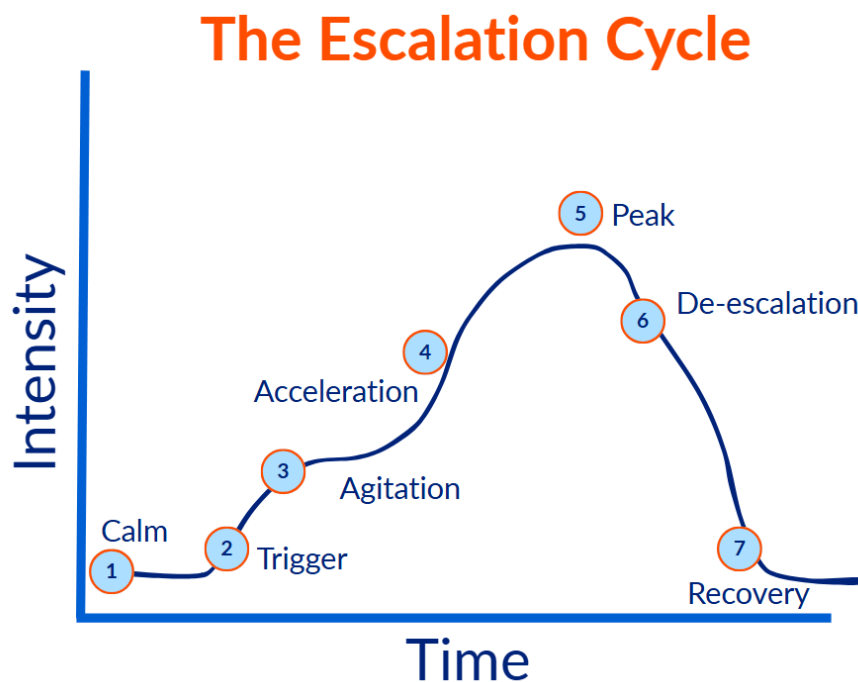 The Escalation Cycle
Intensity
1
Calm
2
Trigger
3
Agitation
4
Acceleration
5
Peak
6
De-escalation
7
Recovery
Time